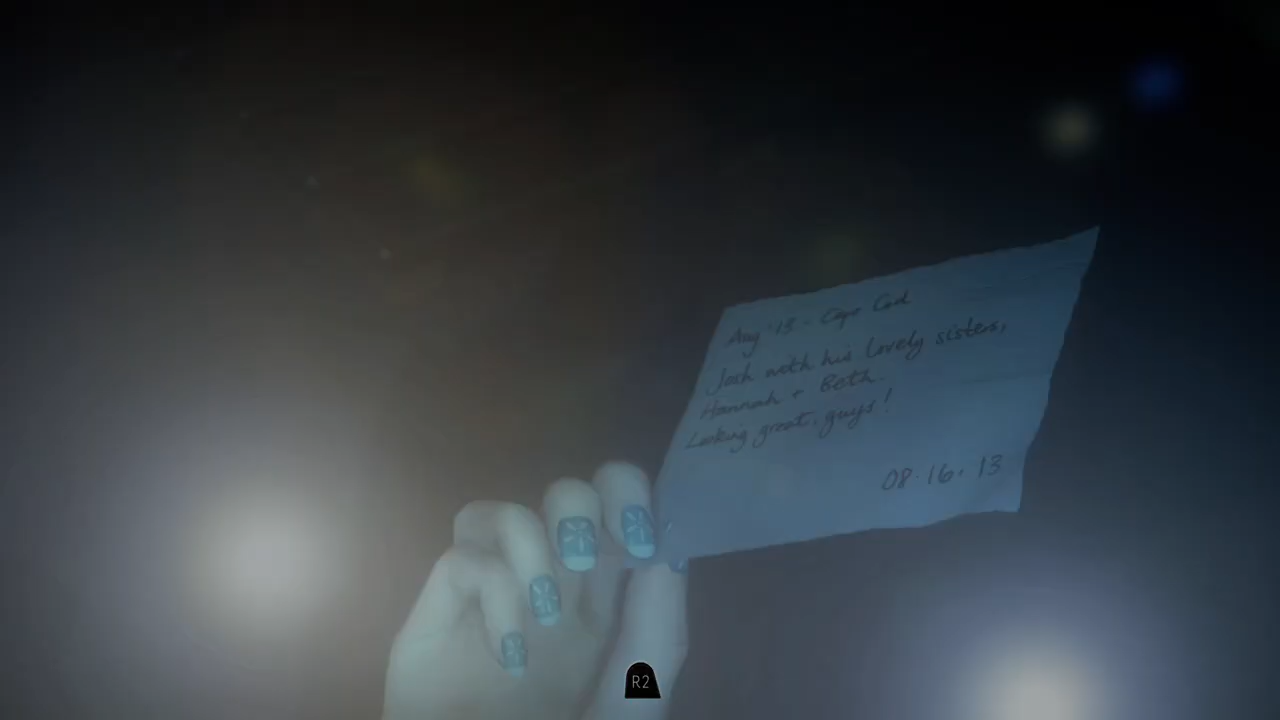 Aug '13 - Cape Cod
Josh with his lovely sisters,
Hannah + Beth.
Looking great, guys!
08.16.13
R2